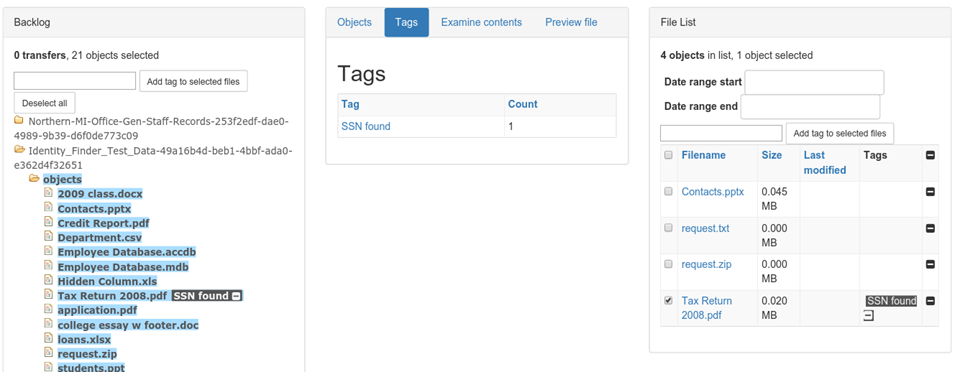 Backlog
0 transfers, 21 objects selected
Add tag to selected files
Deselect all
Northern-MI-Office-Gen-Staff-Records-253f2edf-dae0-
4989-9b39-d6f0de773c09
Identity_Finder_Test_Data-49a16b4d-beb1-4bbf-ada0-
e362d4f32651
objects
2009 class.docx
Contacts.pptx
Credit Report.pdf
Department.csv
Employee Database.accdb
Employee Database.mdb
Hidden Column.xls
Tax Return 2008.pdf SSN found
application.pdf
college essay w footer.doc
loans.xlsx
request.zip
students.ppt
Objects Tags Examine contents Preview file
Tags
Tag Count
SSN found 1
File List
4 objects in list, 1 object selected
Date range start
Date range end
Add tag to selected files
Filename Size Last modified Tags
Contacts.pptx 0.045 MB
request.txt 0.000 MB
request.zip 0.000 MB
Tax Return 2008.pdf 0.020 MB SSN found